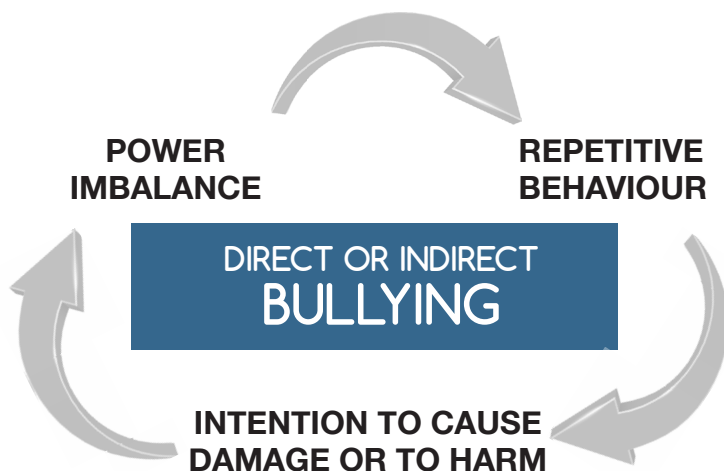 POWER
IMBALANCE
REPETITIVE
BEHAVIOUR
DIRECT OR INDIRECT
BULLYING
INTENTION TO CAUSE
DAMAGE OR TO HARM